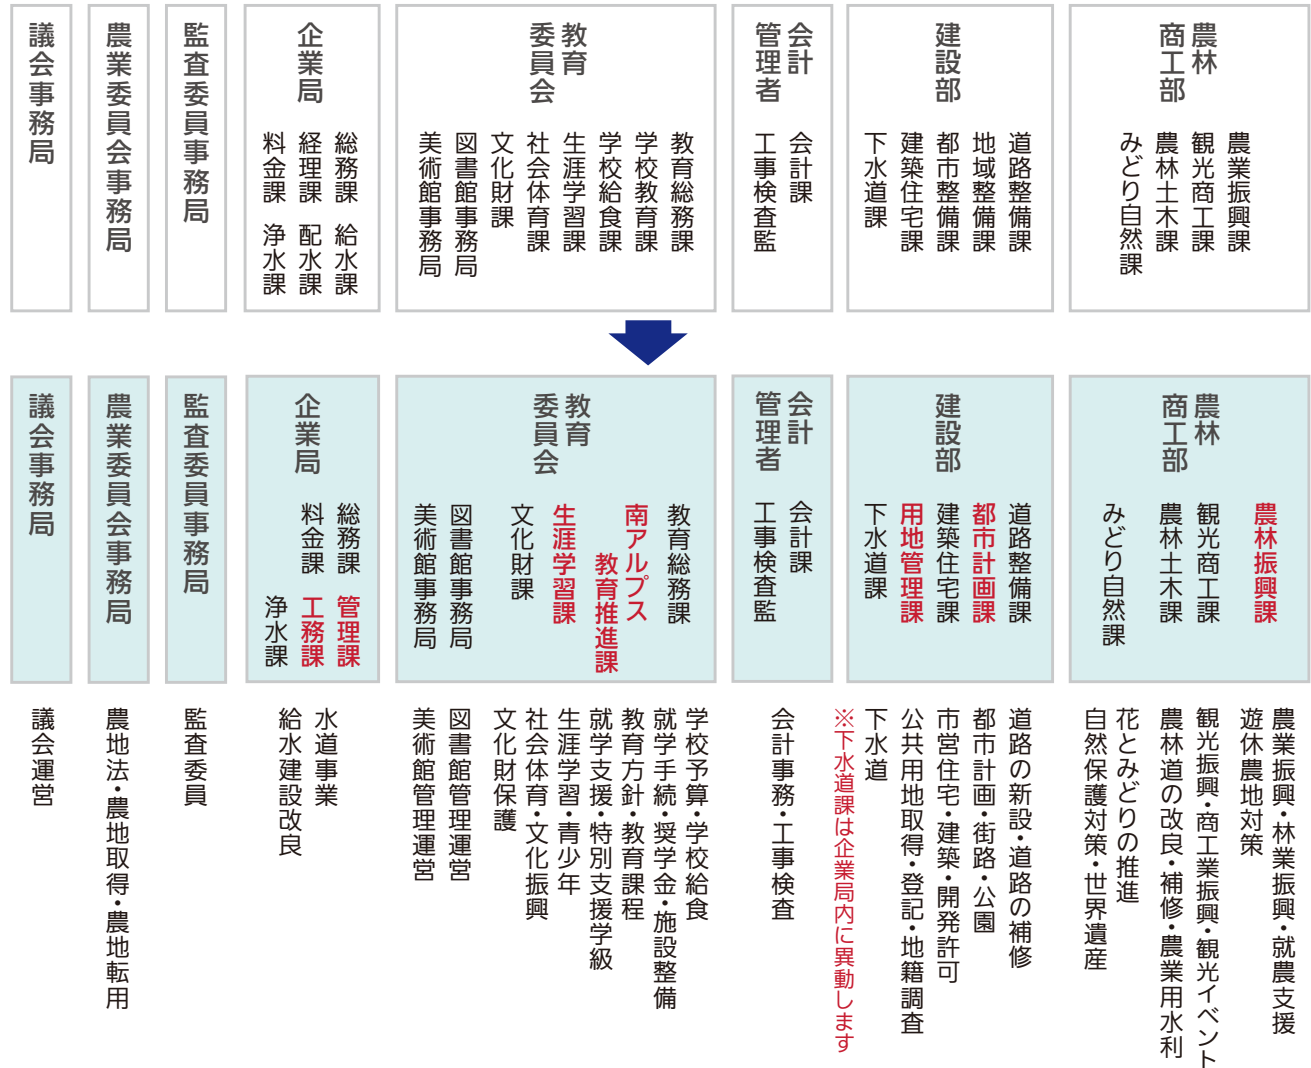 農林
商工部
農業振興課
観光商工課
農林土木課
みどり自然課
建設部
道路整備課
地域整備課
都市整備課
建築住宅課
下水道課
会計
管理者
会計課
工事検査監
教育
委員会
教育総務課
学校教育課
学校給食課
生涯学習課
社会体育課
文化財課
図書館事務局
美術館事務局
企業局
総務課 給水課
経理課 配水課
料金課 浄水課
監査委員事務局
農業委員会事務局
議会事務局
農林
商工部
農林振興課
観光商工課
農林土木課
みどり自然課
建設部
道路整備課
都市計画課
建築住宅課
用地管理課
下水道課
会計
管理者
会計課
工事検査監
教育
委員会
教育総務課
南アルプス
教育推進課
生涯学習課
文化財課
図書館事務局
美術館事務局
企業局
総務課 管理課
料金課 工務課
浄水課
監査委員事務局
農業委員会事務局
議会事務局
農業振興・林業振興・就農支援
遊休農地対策
観光振興・商工業振興・観光イベント
農林道の改良・補修・農業用水利
花とみどりの推進
自然保護対策・世界遺産
道路の新設・道路の補修
都市計画・街路・公園
市営住宅・建築・開発許可
公共用地取得・登記・地籍調査
下水道
※下水道課は企業局内に異動します
会計事務・工事検査
学校予算・学校給食
就学手続・奨学金・施設整備
教育方針・教育課程
就学支援・特別支援学級
生涯学習・青少年
社会体育・文化振興
文化財保護
図書館管理運営
美術館管理運営
水道事業
給水建設改良
監査委員
農地法・農地取得・農地転用
議会運営